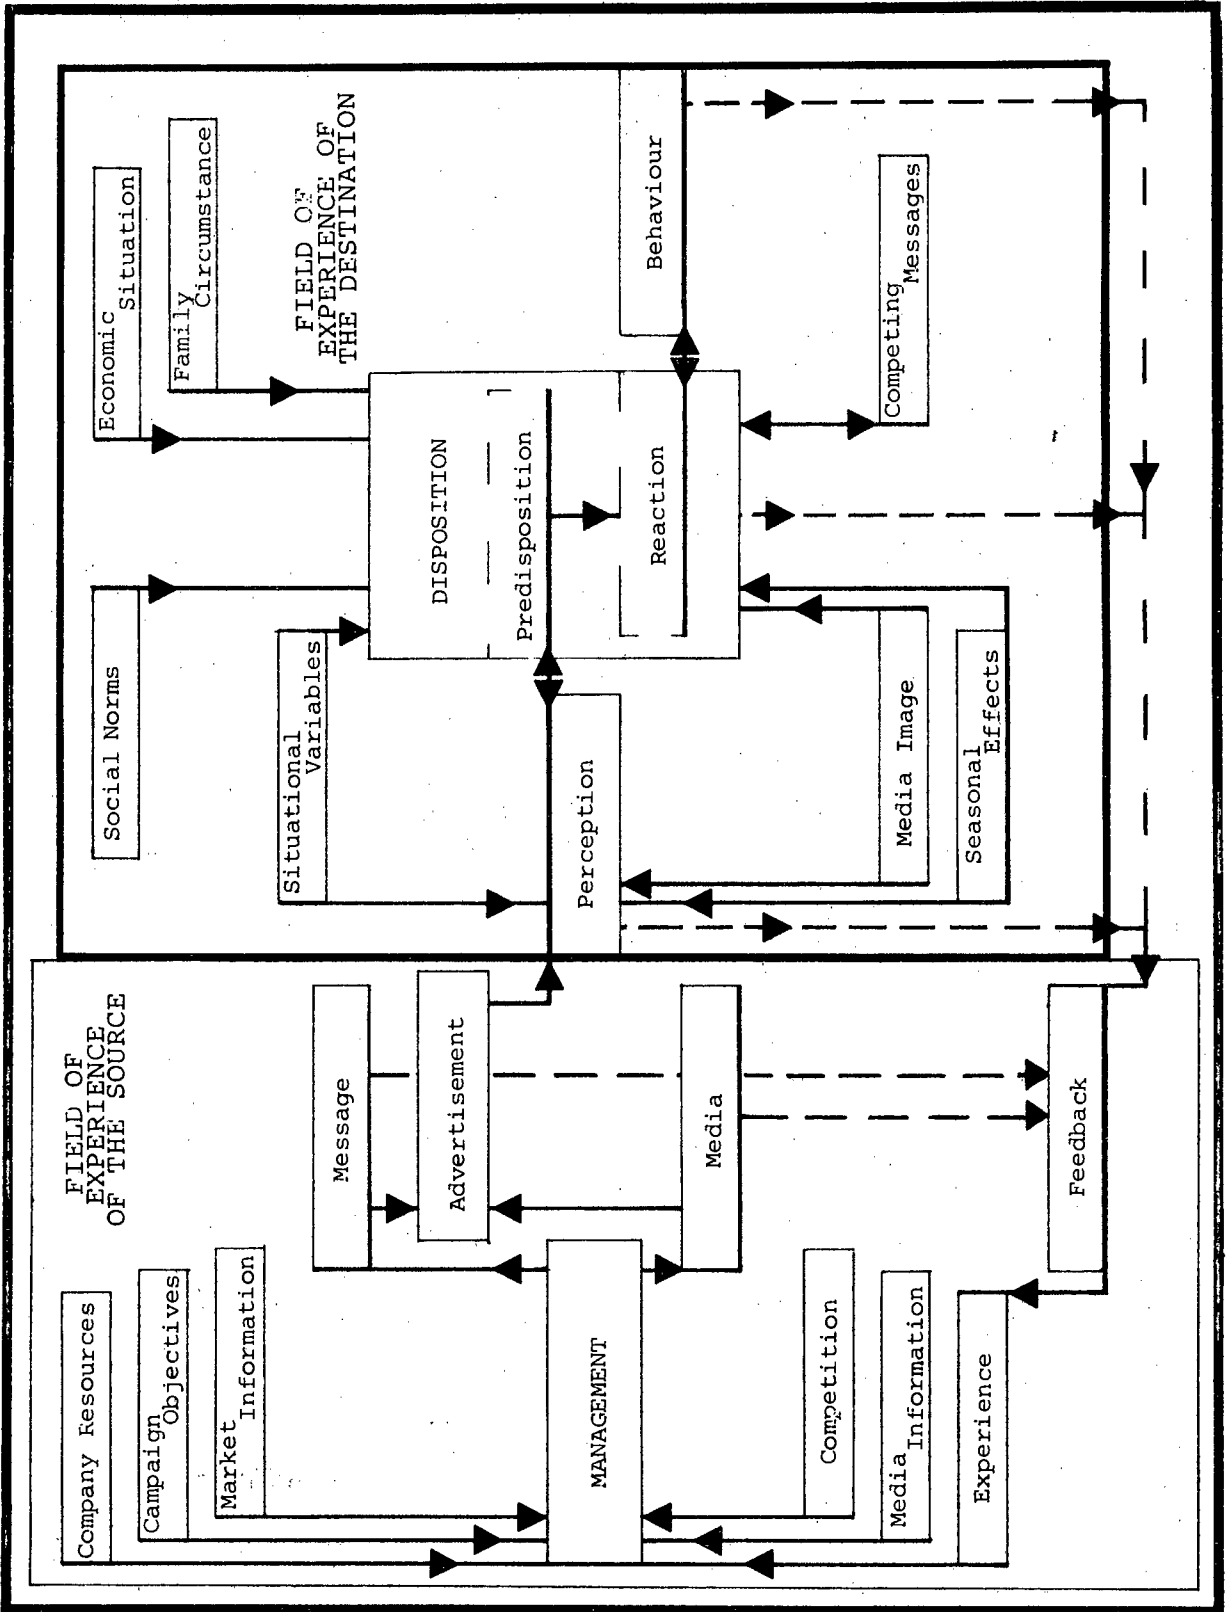 FIELD OF
EXPERIENCE
OF THE SOURCE
Company Resources
Campaign
Objectives
Market
Information
Message
Advertisement
MANAGEMENT
Media
Competition
Media
Information
Experience
Feedback
FIELD OF
EXPERIENCE OF
THE DESTINATION
Social Norms
Economic
Situation
Family
Circumstance
Situational
Variables
DISPOSITION
Predisposition
Perception
Reaction
Behaviour
Media Image
Seasonal
Effects
Competing
Messages